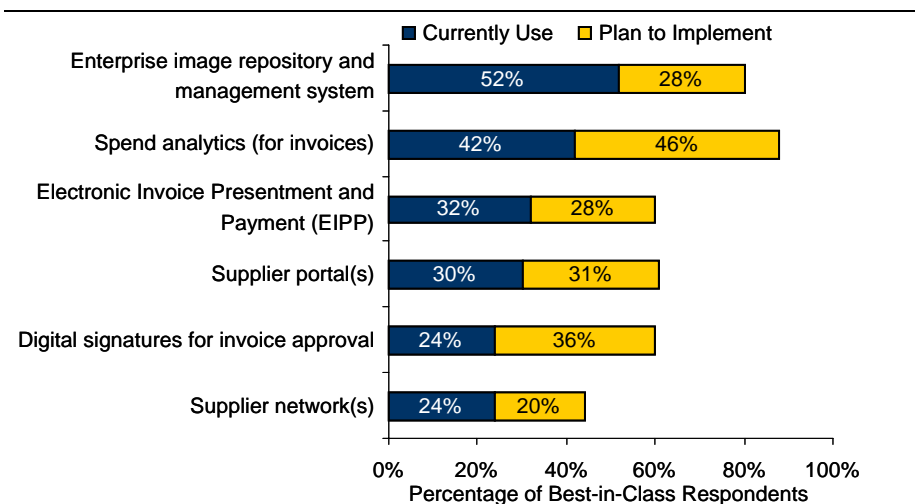 Currently Use Plan to Implement
Enterprise image repository and
management system
52% 28%
Spend analytics (for invoices)
42% 46%
Electronic Invoice Presentment and
Payment (EIPP)
32% 28%
Supplier portal(s)
30% 31%
Digital signatures for invoice approval
24% 36%
Supplier network(s)
24% 20%
0% 20% 40% 60% 80% 100%
Percentage of Best-in-Class Respondents